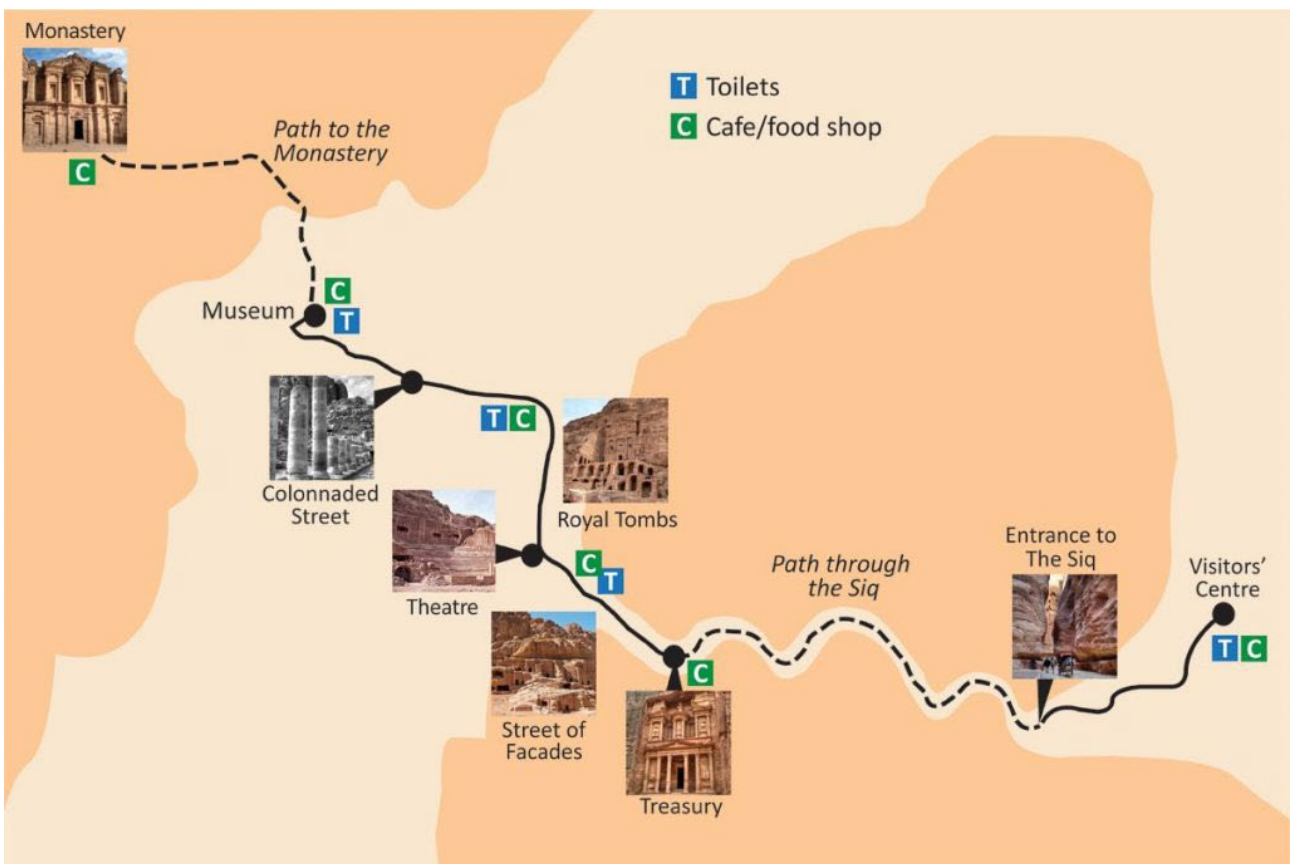 Monastery
Path to the
Monastery
C
T Toilets
C Cafe/food shop
C
Museum
T
T C
Colonnaded
Street
Royal Tombs
Theatre
C
T
Path through
the Siq
Entrance to
The Siq
Visitors’
Centre
T C
C
Street of
Facades
Treasury